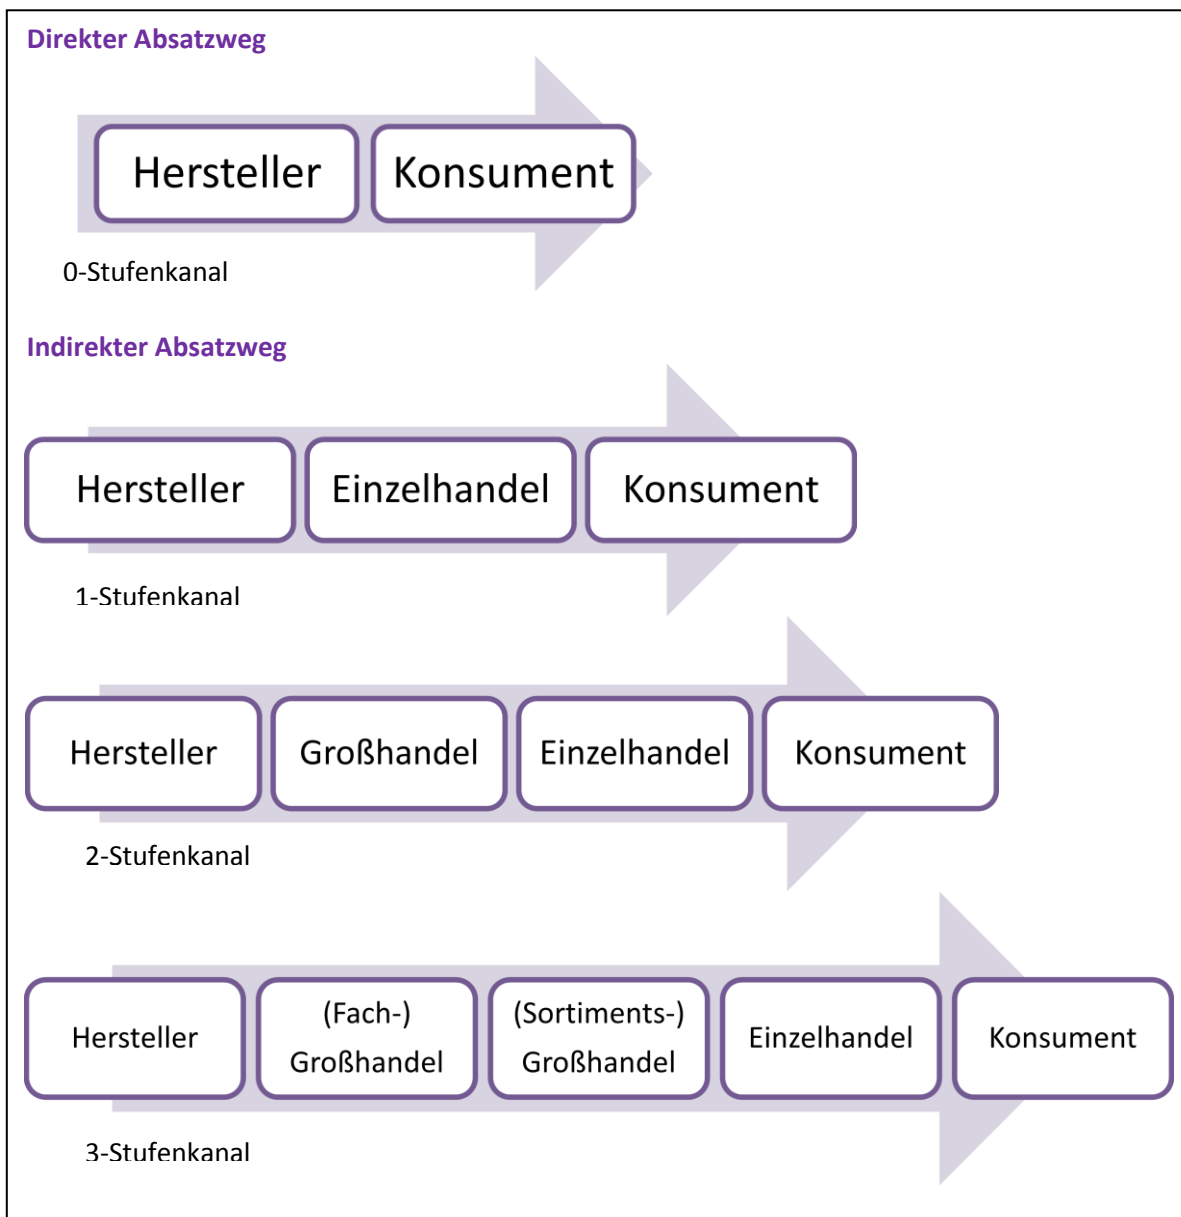 Direkter Absatzweg
Hersteller Konsument
0-Stufenkanal
Indirekter Absatzweg
Hersteller Einzelhandel Konsument
1-Stufenkanal
Hersteller Großhandel Einzelhandel Konsument
2-Stufenkanal
Hersteller
(Fach-)
Großhandel
(Sortiments-)
Großhandel
Einzelhandel
Konsument
3-Stufenkanal